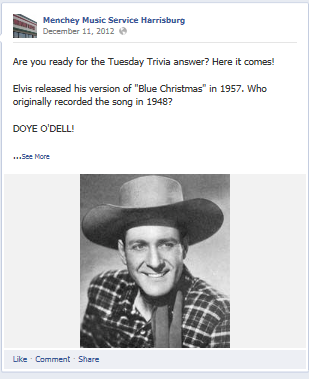 Menchey Music Service Harrisburg
December 11, 2012
Are you ready for the Tuesday Trivia answer? Here it comes!
Elvis released his version of "Blue Christmas" in 1957. Who
originally recorded the song in 1948?
DOYE O'DELL!
...See More
Like · Comment · Share